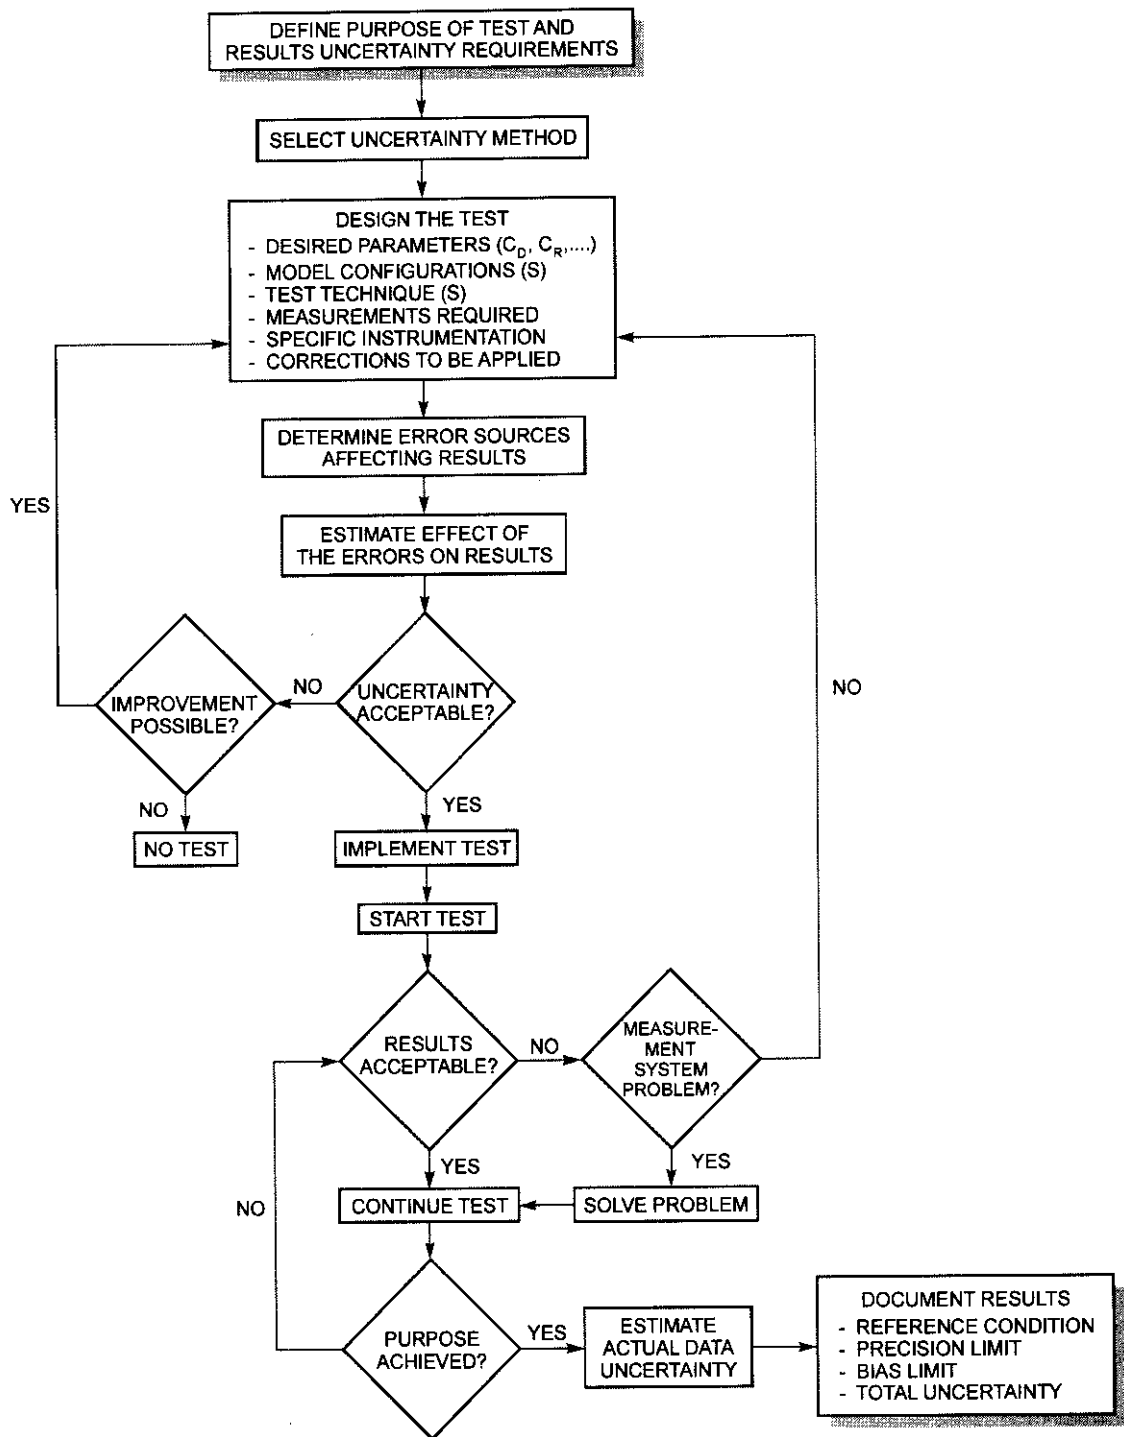 DEFINE PURPOSE OF TEST AND
RESULTS UNCERTAINTY REQUIREMENTS
SELECT UNCERTAINTY METHOD
DESIGN THE TEST
- DESIRED PARAMETERS (C_D, C_R,....)
- MODEL CONFIGURATIONS (S)
- TEST TECHNIQUE (S)
- MEASUREMENTS REQUIRED
- SPECIFIC INSTRUMENTATION
- CORRECTIONS TO BE APPLIED
DETERMINE ERROR SOURCES
AFFECTING RESULTS
YES
ESTIMATE EFFECT OF
THE ERRORS ON RESULTS
IMPROVEMENT
POSSIBLE?
NO
UNCERTAINTY
ACCEPTABLE?
NO
NO
YES
NO TEST
IMPLEMENT TEST
START TEST
RESULTS
ACCEPTABLE?
NO
MEASURE-
MENT
SYSTEM
PROBLEM?
YES
YES
NO
CONTINUE TEST
SOLVE PROBLEM
PURPOSE
ACHIEVED?
YES
ESTIMATE
ACTUAL DATA
UNCERTAINTY
DOCUMENT RESULTS
- REFERENCE CONDITION
- PRECISION LIMIT
- BIAS LIMIT
- TOTAL UNCERTAINTY